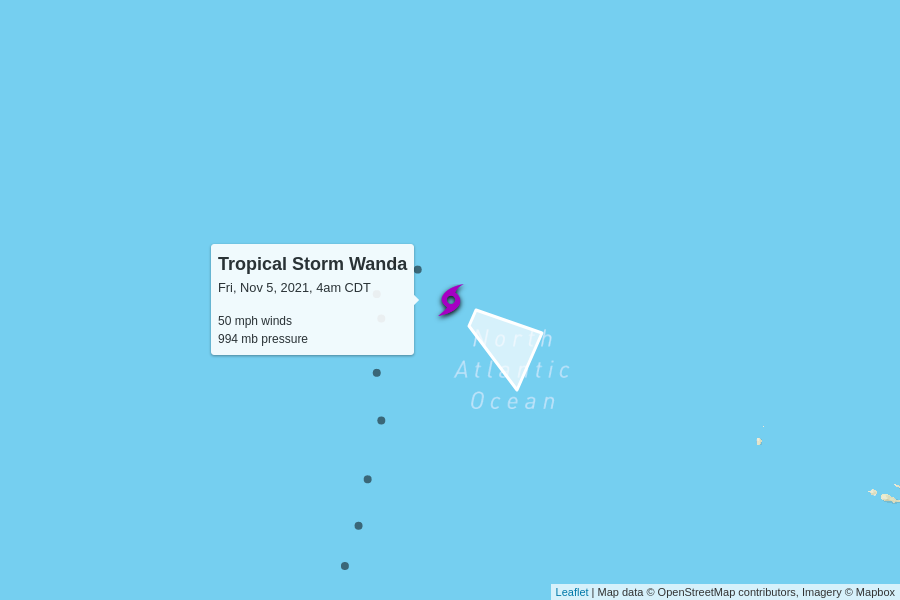 Tropical Storm Wanda
Fri, Nov 5, 2021, 4am CDT
50 mph winds
994 mb pressure
North
Atlantic
Ocean
Leaflet | Map data © OpenStreetMap contributors, Imagery © Mapbox